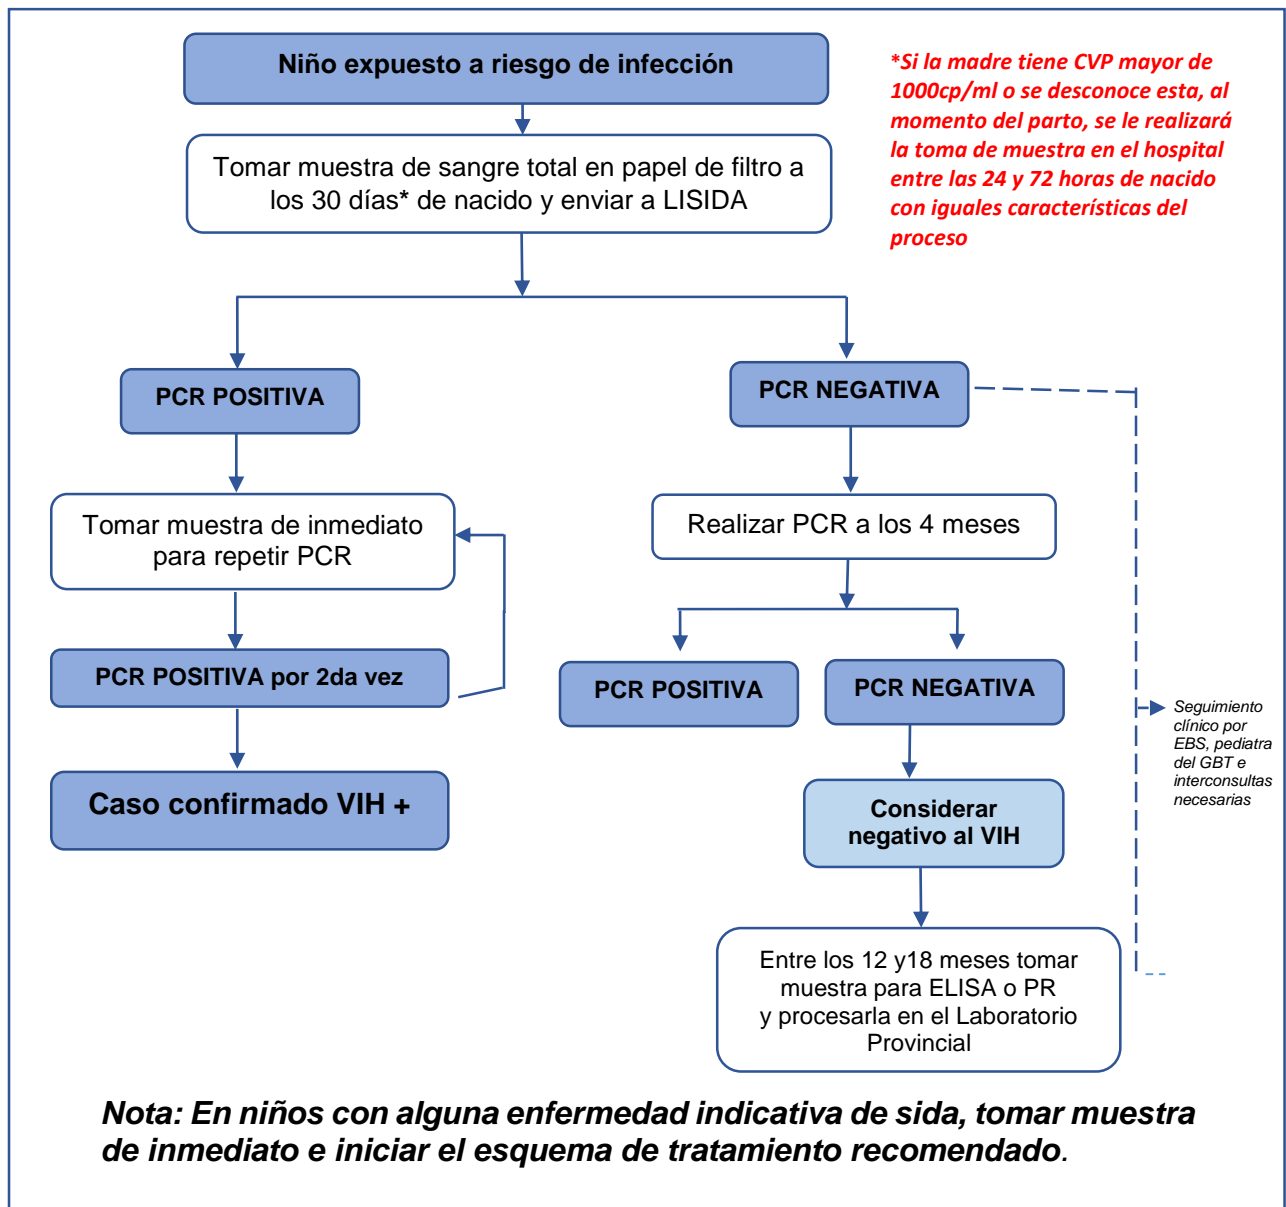 Niño expuesto a riesgo de infección
*Si la madre tiene CVP mayor de
1000cp/ml o se desconoce esta, al
momento del parto, se le realizará
la toma de muestra en el hospital
entre las 24 y 72 horas de nacido
con iguales características del
proceso
Tomar muestra de sangre total en papel de filtro a
los 30 días* de nacido y enviar a LISIDA
PCR POSITIVA
PCR NEGATIVA
Tomar muestra de inmediato
para repetir PCR
Realizar PCR a los 4 meses
PCR POSITIVA por 2da vez
PCR POSITIVA
PCR NEGATIVA
Seguimiento
clínico por
EBS, pediatra
del GBT e
interconsultas
necesarias
Caso confirmado VIH +
Considerar
negativo al VIH
Entre los 12 y18 meses tomar
muestra para ELISA o PR
y procesarla en el Laboratorio
Provincial
Nota: En niños con alguna enfermedad indicativa de sida, tomar muestra
de inmediato e iniciar el esquema de tratamiento recomendado.